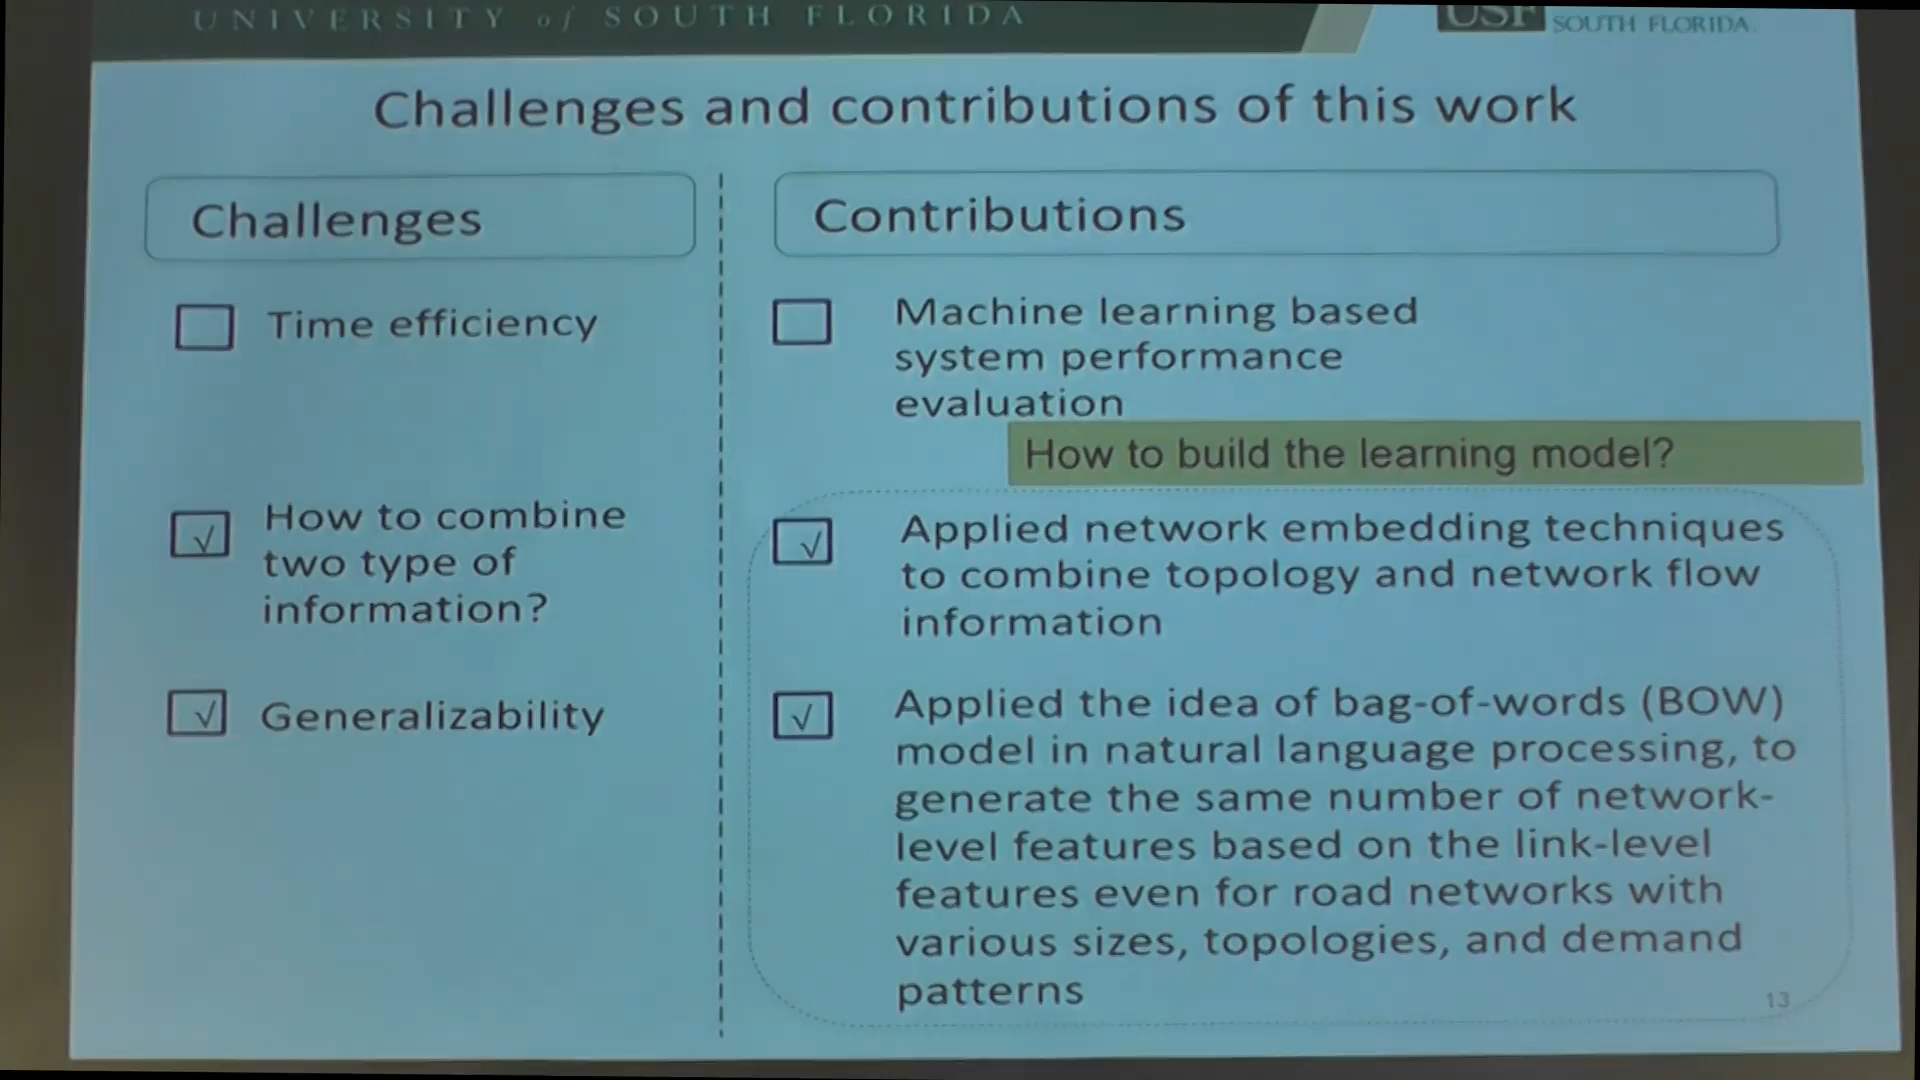 UNIVERSITY of SOUTH FLORIDA
USF SOUTH FLORIDA
Challenges and contributions of this work
Challenges
Time efficiency
√ How to combine
two type of
information?
√ Generalizability
Contributions
Machine learning based
system performance
evaluation
How to build the learning model?
√ Applied network embedding techniques
to combine topology and network flow
information
√ Applied the idea of bag-of-words (BOW)
model in natural language processing, to
generate the same number of network-
level features based on the link-level
features even for road networks with
various sizes, topologies, and demand
patterns
13